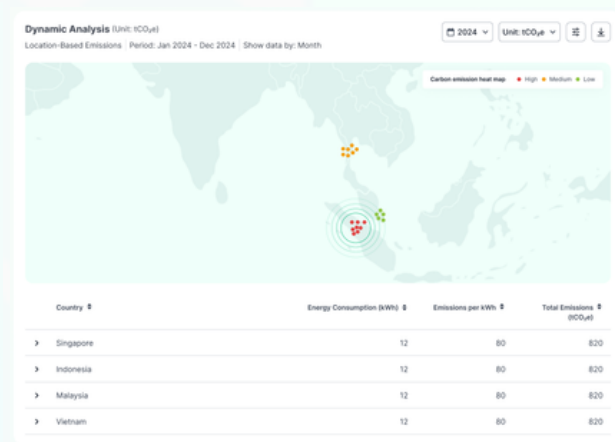 Dynamic Analysis (Unit: tCO₂e)
2024
Unit: tCO₂e
Location-Based Emissions | Period: Jan 2024 - Dec 2024 | Show data by: Month
Carbon emission heat map High Medium Low
Country Energy Consumption (kWh) Emissions per kWh Total Emissions
(tCO₂e)
Singapore 12 80 820
Indonesia 12 80 820
Malaysia 12 80 820
Vietnam 12 80 820